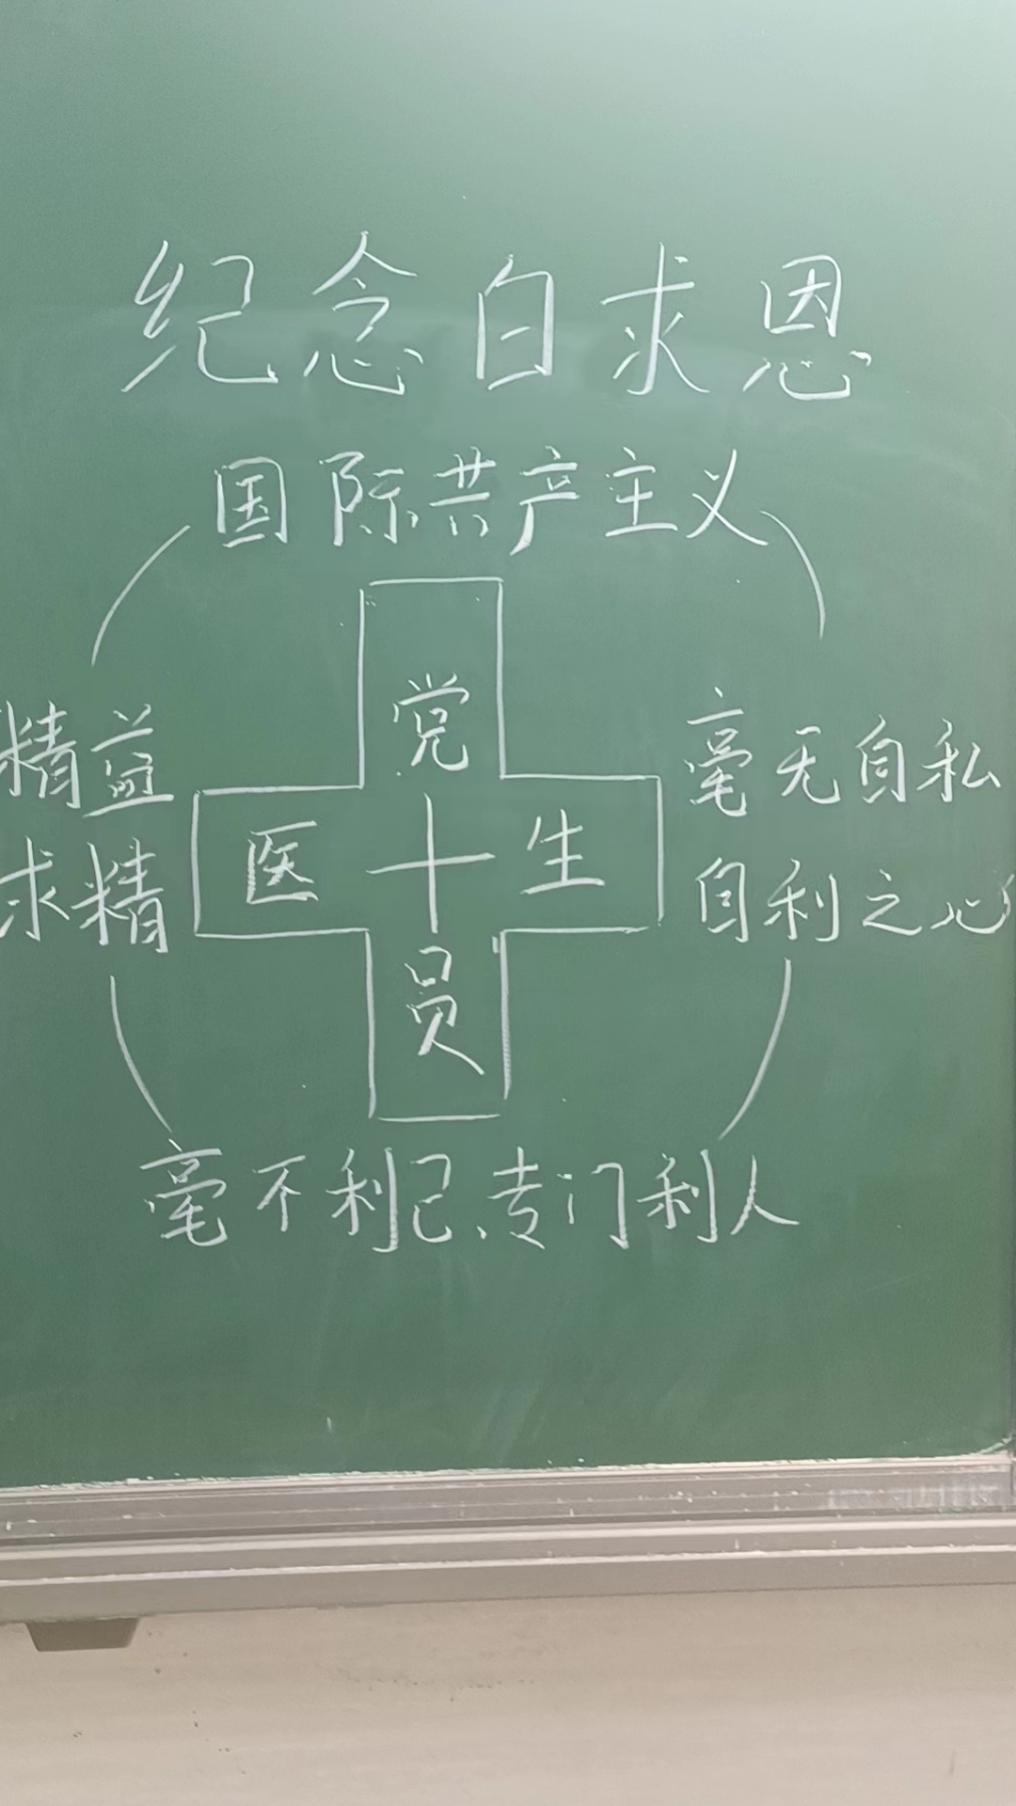 纪念白求恩
国际共产主义
党
精益
毫无自私
医十生
求精
自利之心
员
毫不利己、专门利人